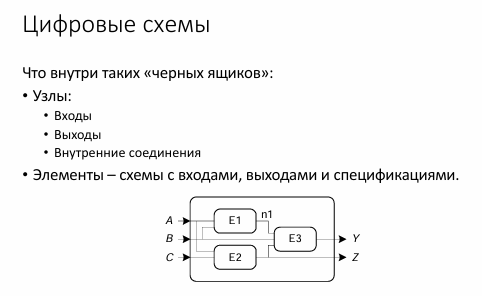 Цифровые схемы
Что внутри таких «черных ящиков»:
• Узлы:
• Входы
• Выходы
• Внутренние соединения
• Элементы – схемы с входами, выходами и спецификациями.
A
E1
n1
B
E3
Y
C
E2
Z